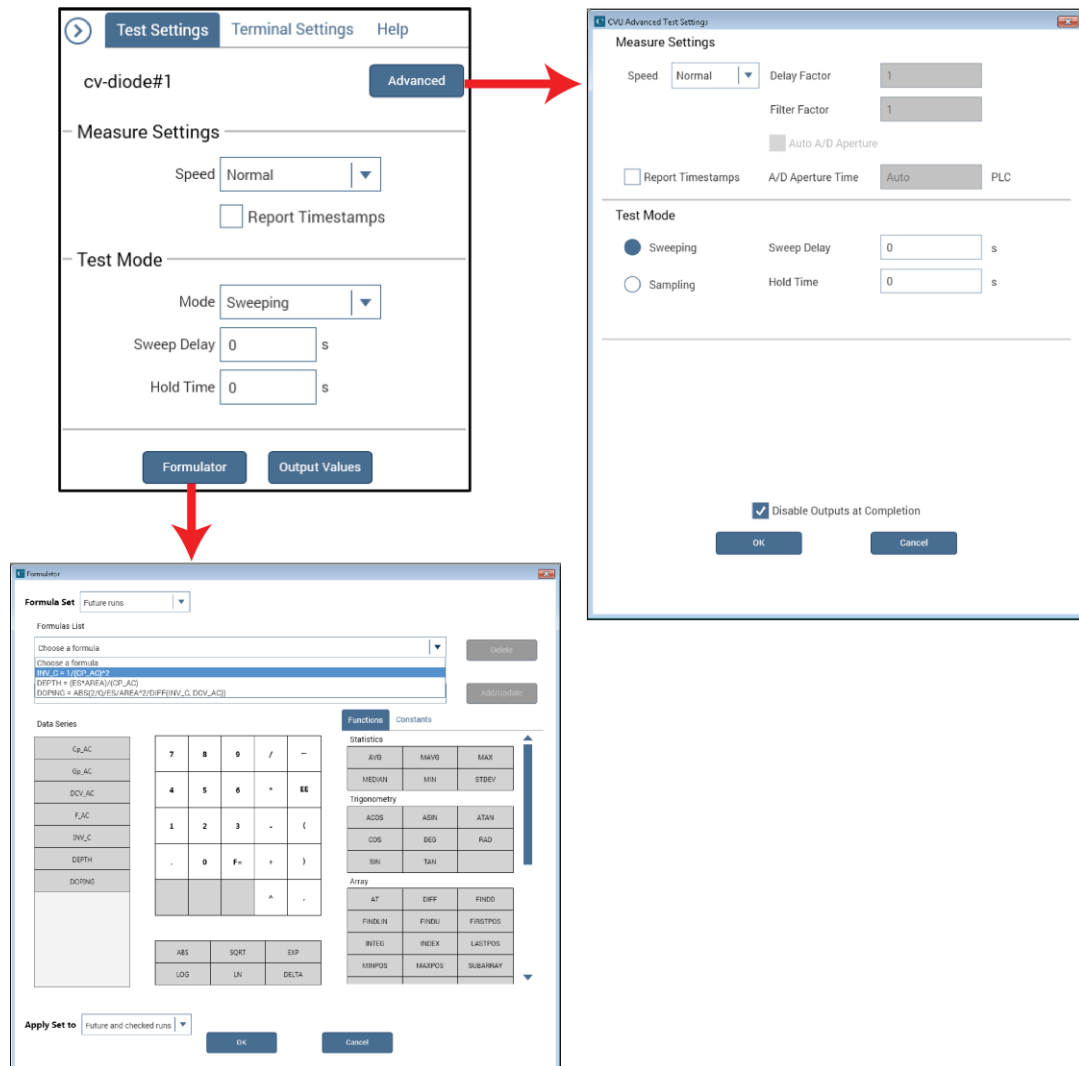 Test Settings Terminal Settings Help
cv-diode#1 Advanced
Measure Settings
Speed Normal
Report Timestamps
Test Mode
Mode Sweeping
Sweep Delay 0 s
Hold Time 0 s
Formulator Output Values
CVU Advanced Test Settings
Measure Settings
Speed Normal Delay Factor 1
Filter Factor 1
Auto A/D Aperture
Report Timestamps A/D Aperture Time Auto PLC
Test Mode
Sweeping Sweep Delay 0 s
Sampling Hold Time 0 s
Disable Outputs at Completion
OK Cancel
Formulator
Formula Set Future runs
Formulas List
Choose a formula Delete
Choose a formula
INV_C = 1/(CP_AC)^2
DEPTH = (ES*AREA)/(CP_AC)
DOPING = ABS(2/Q/ES/AREA^2/DIFF(INV_C, DCV_AC))
Add/Update
Data Series
Cp_AC
Gp_AC
DCV_AC
F_AC
INV_C
DEPTH
DOPING
7 8 9 / ←
4 5 6 * EE
1 2 3 - (
. 0 F= + )
^ ,
ABS SQRT EXP
LOG LN DELTA
Functions Constants
Statistics
AVG MAVG MAX
MEDIAN MIN STDEV
Trigonometry
ACOS ASIN ATAN
COS DEG RAD
SIN TAN
Array
AT DIFF FINDD
FINDLIN FINDU FIRSTPOS
INTEG INDEX LASTPOS
MINPOS MAXPOS SUBARRAY
Apply Set to Future and checked runs
OK Cancel